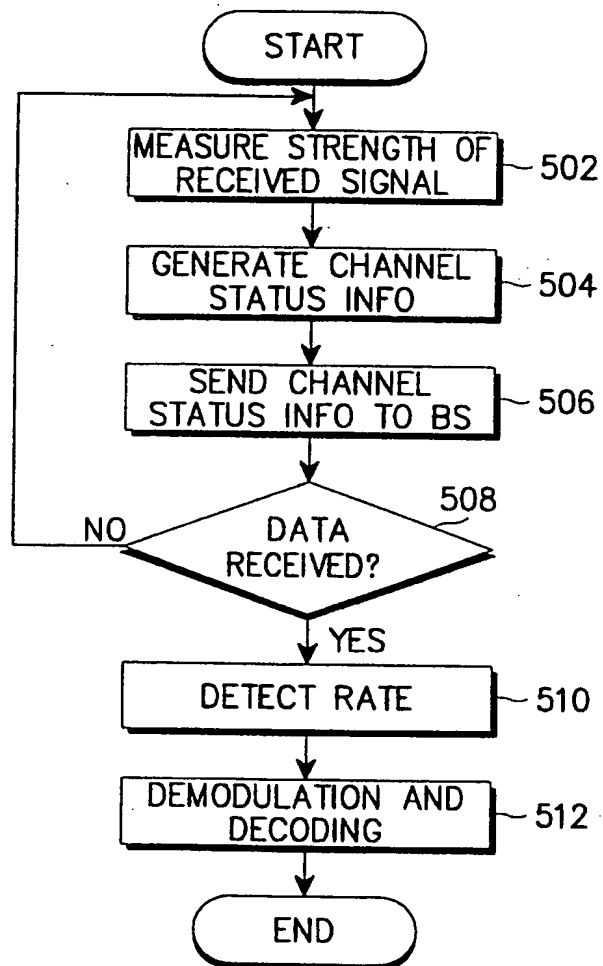 START
MEASURE STRENGTH OF
RECEIVED SIGNAL
502
GENERATE CHANNEL
STATUS INFO
504
SEND CHANNEL
STATUS INFO TO BS
506
508
NO
DATA
RECEIVED?
YES
DETECT RATE
510
DEMODULATION AND
DECODING
512
END